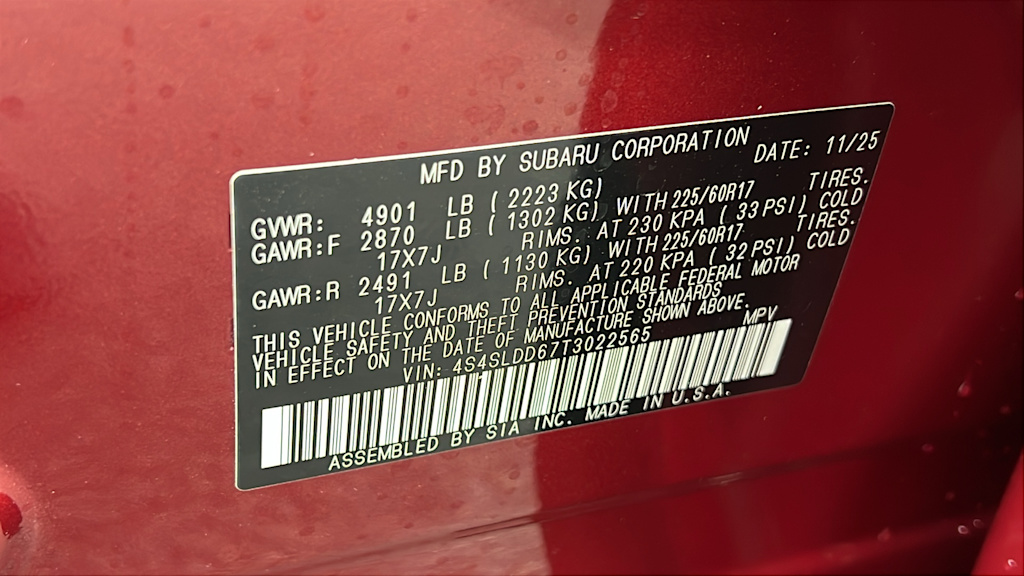 MFD BY SUBARU CORPORATION DATE: 11/25
GVWR: 4901 LB ( 2223 KG)
GAWR:F 2870 LB ( 1302 KG) WITH 225/60R17 TIRES.
17X7J RIMS. AT 230 KPA ( 33 PSI) COLD
GAWR:R 2491 LB ( 1130 KG) WITH 225/60R17 TIRES.
17X7J RIMS. AT 220 KPA ( 32 PSI) COLD
THIS VEHICLE CONFORMS TO ALL APPLICABLE FEDERAL MOTOR
VEHICLE SAFETY AND THEFT PREVENTION STANDARDS
IN EFFECT ON THE DATE OF MANUFACTURE SHOWN ABOVE.
VIN: 4S4SLDD67T3022565 MPV
ASSEMBLED BY SIA INC. MADE IN U.S.A.